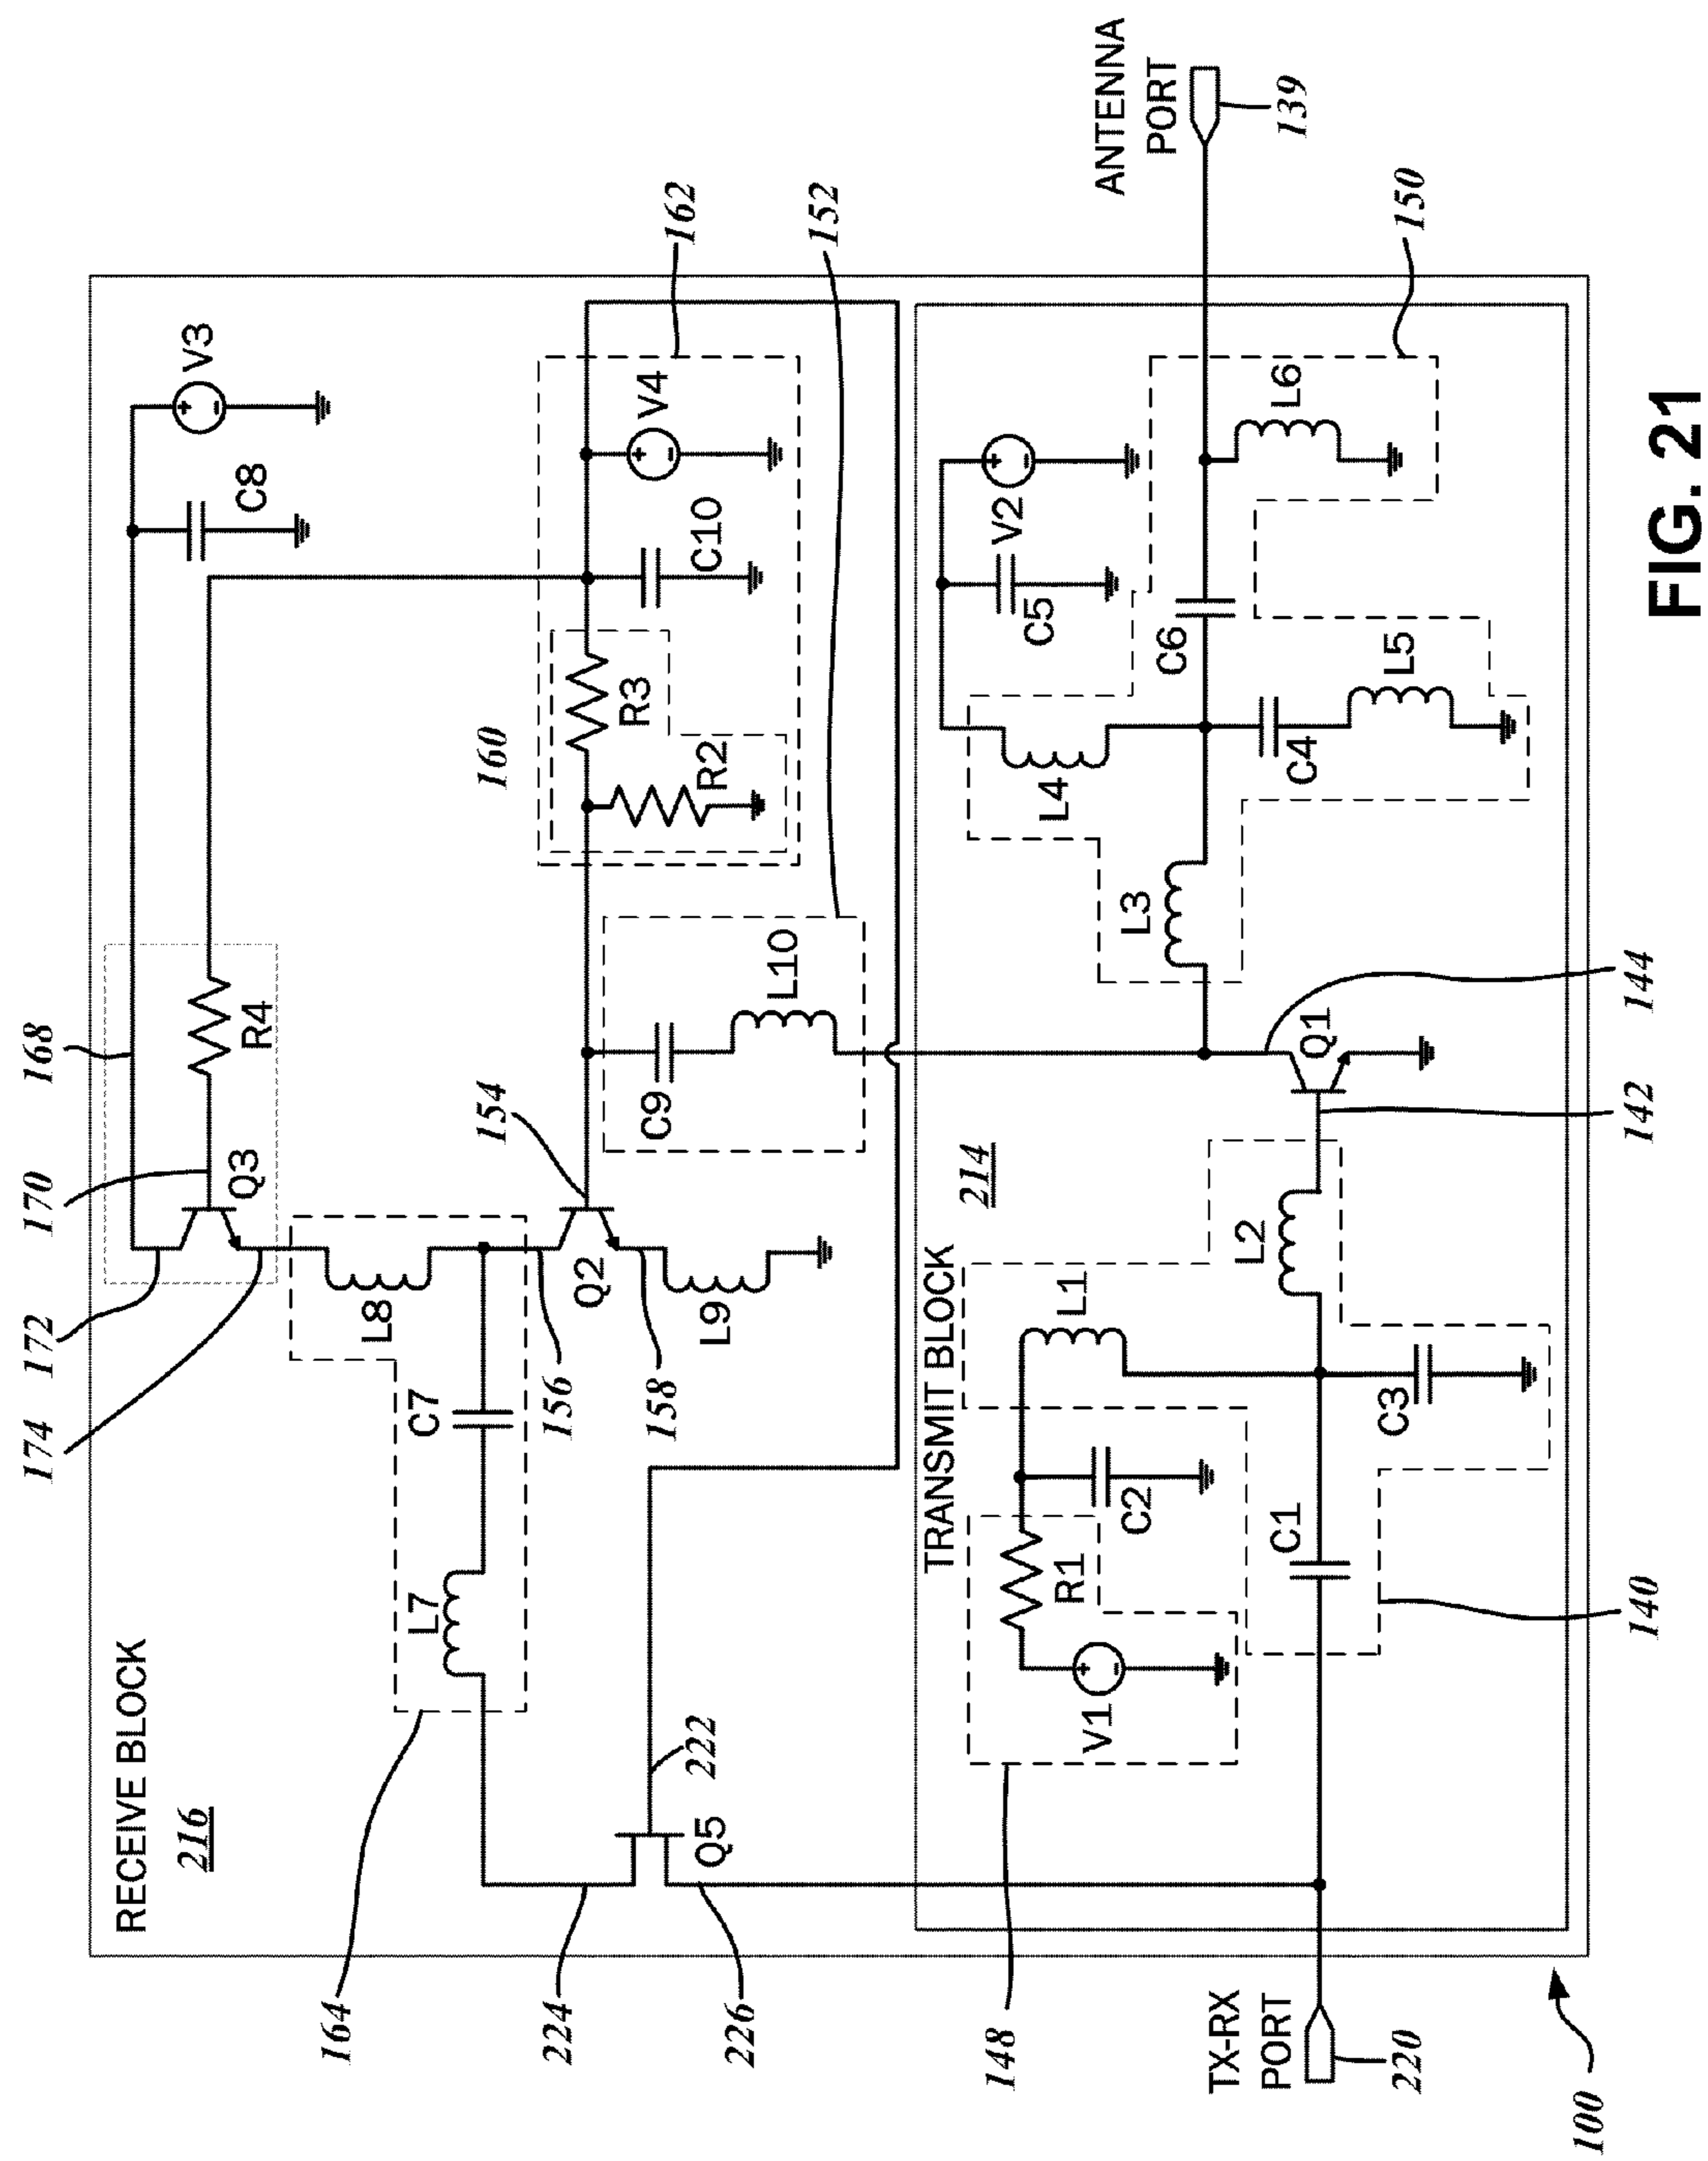 RECEIVE BLOCK
216
168
170
172
174
Q3
R4
C8
V3
164
L7
C7
L8
156
Q2
154
158
L9
160
R3
R2
C10
V4
162
152
C9
L10
224
222
Q5
226
TRANSMIT BLOCK
214
148
V1
R1
C2
L1
C1
C3
L2
140
142
Q1
144
L3
L4
C5
V2
C6
C4
L5
L6
150
ANTENNA
PORT
139
TX-RX
PORT
220
100
FIG. 21